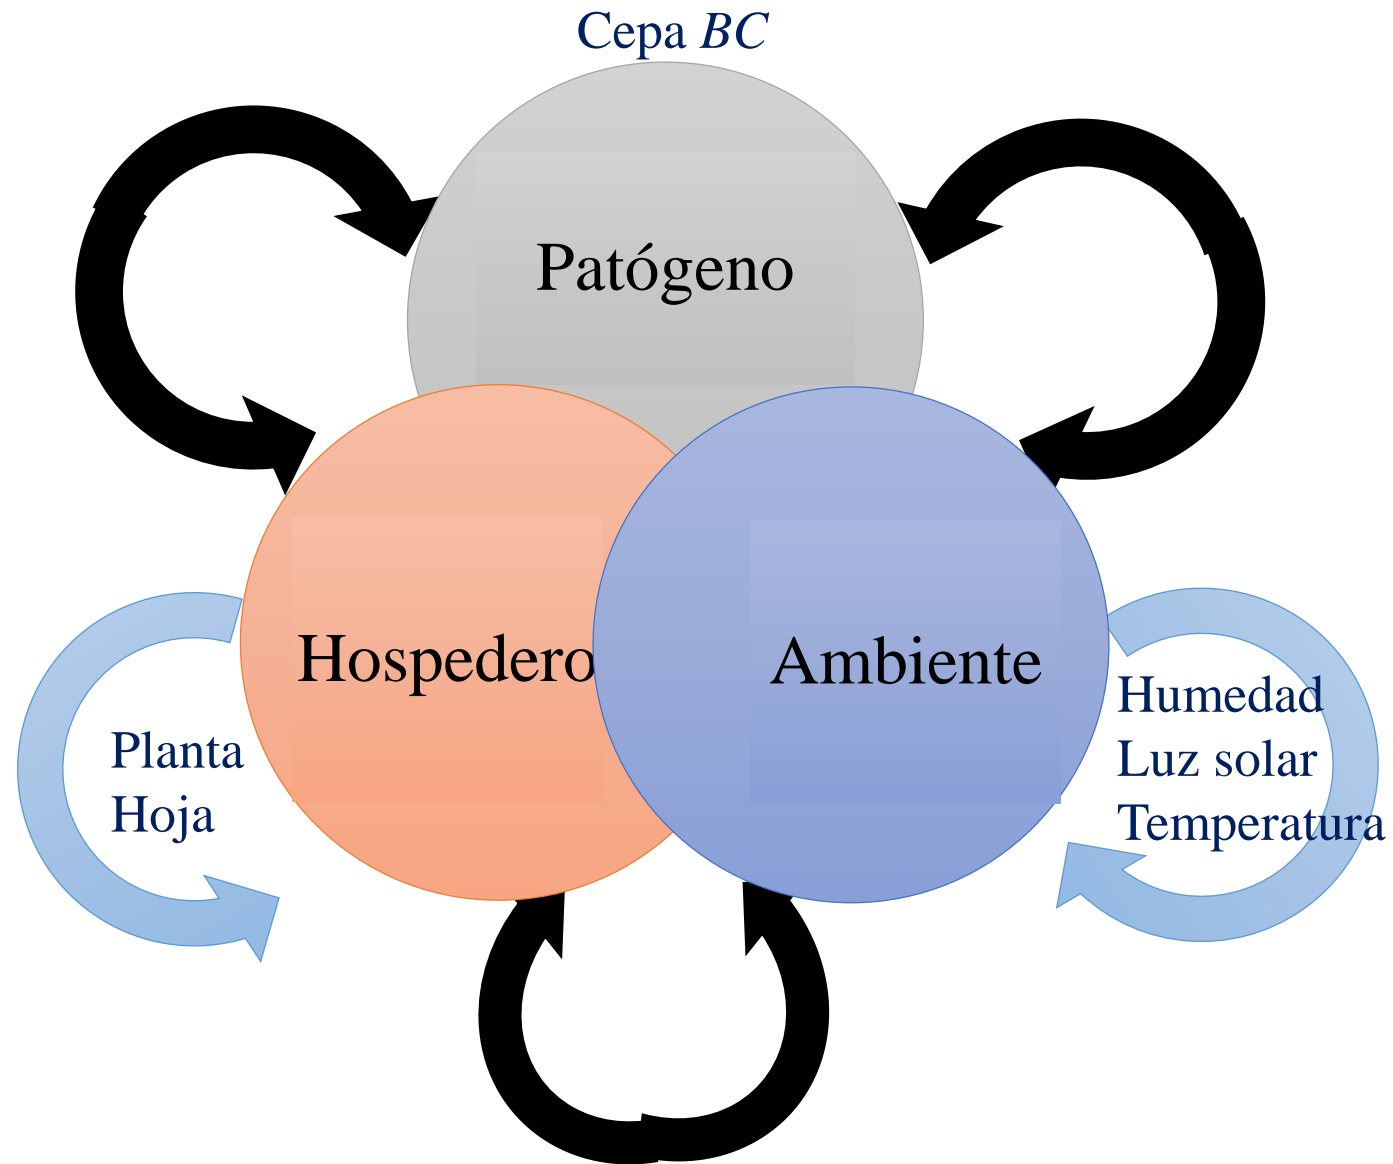 Cepa BC
Patógeno
Hospedero
Ambiente
Planta
Hoja
Humedad
Luz solar
Temperatura